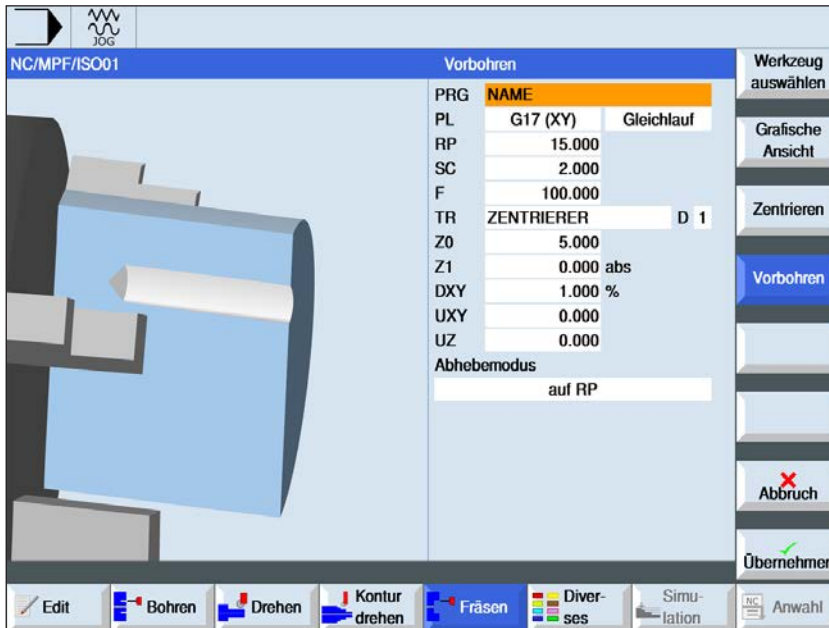 JOG
NC/MPF/ISO01
Vorbohren
PRG NAME
PL G17 (XY) Gleichlauf
RP 15.000
SC 2.000
F 100.000
TR ZENTRIERER D 1
Z0 5.000
Z1 0.000 abs
DXY 1.000 %
UXY 0.000
UZ 0.000
Abhebemodus
auf RP
Werkzeug
auswählen
Grafische
Ansicht
Zentrieren
Vorbohren
Abbruch
Übernehmen
Edit
Bohren
Drehen
Kontur
drehen
Fräsen
Diver-
ses
Simu-
lation
NC
Anwahl